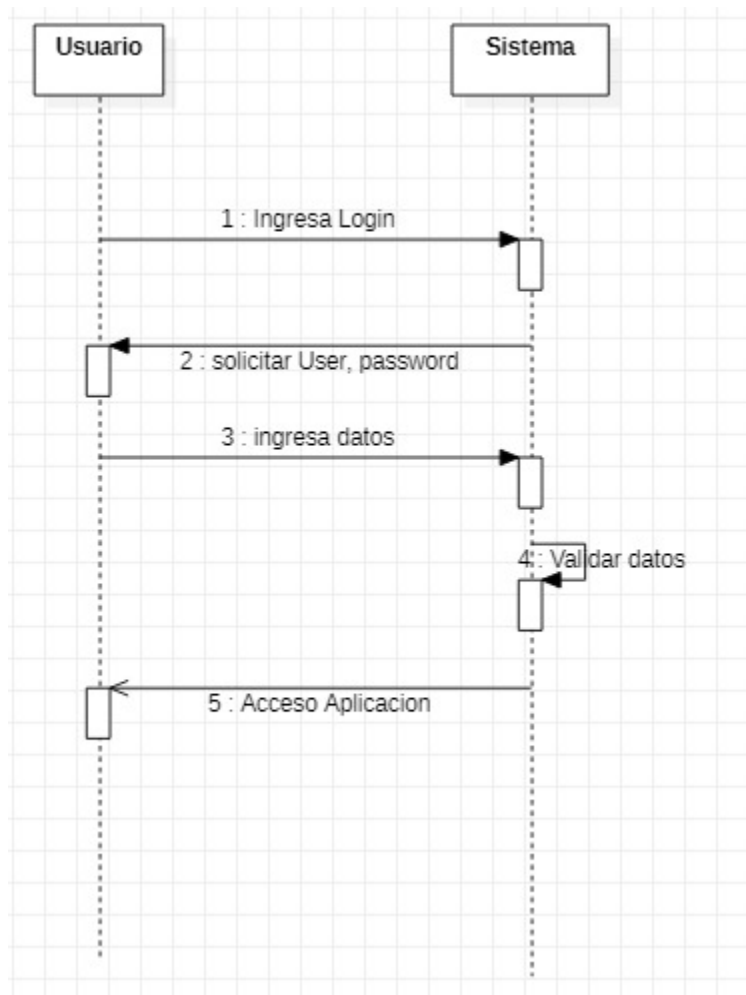 Usuario
Sistema
1 : Ingresa Login
2 : solicitar User, password
3 : ingresa datos
4 : Validar datos
5 : Acceso Aplicacion